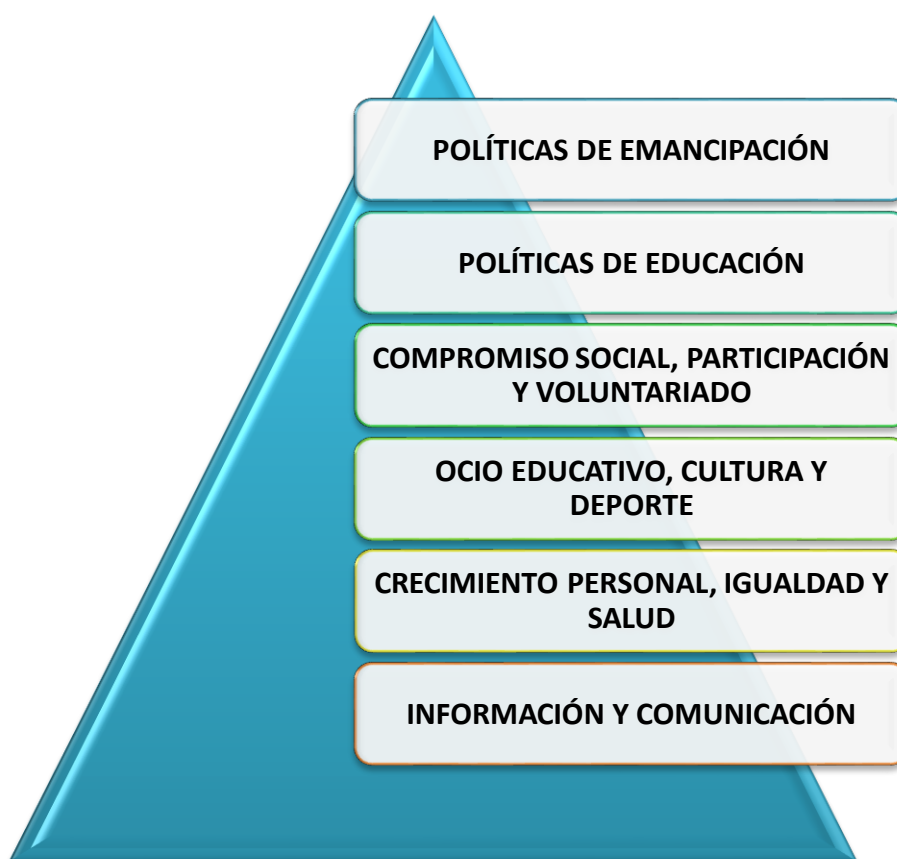 POLÍTICAS DE EMANCIPACIÓN
POLÍTICAS DE EDUCACIÓN
COMPROMISO SOCIAL, PARTICIPACIÓN
Y VOLUNTARIADO
OCIO EDUCATIVO, CULTURA Y
DEPORTE
CRECIMIENTO PERSONAL, IGUALDAD Y
SALUD
INFORMACIÓN Y COMUNICACIÓN